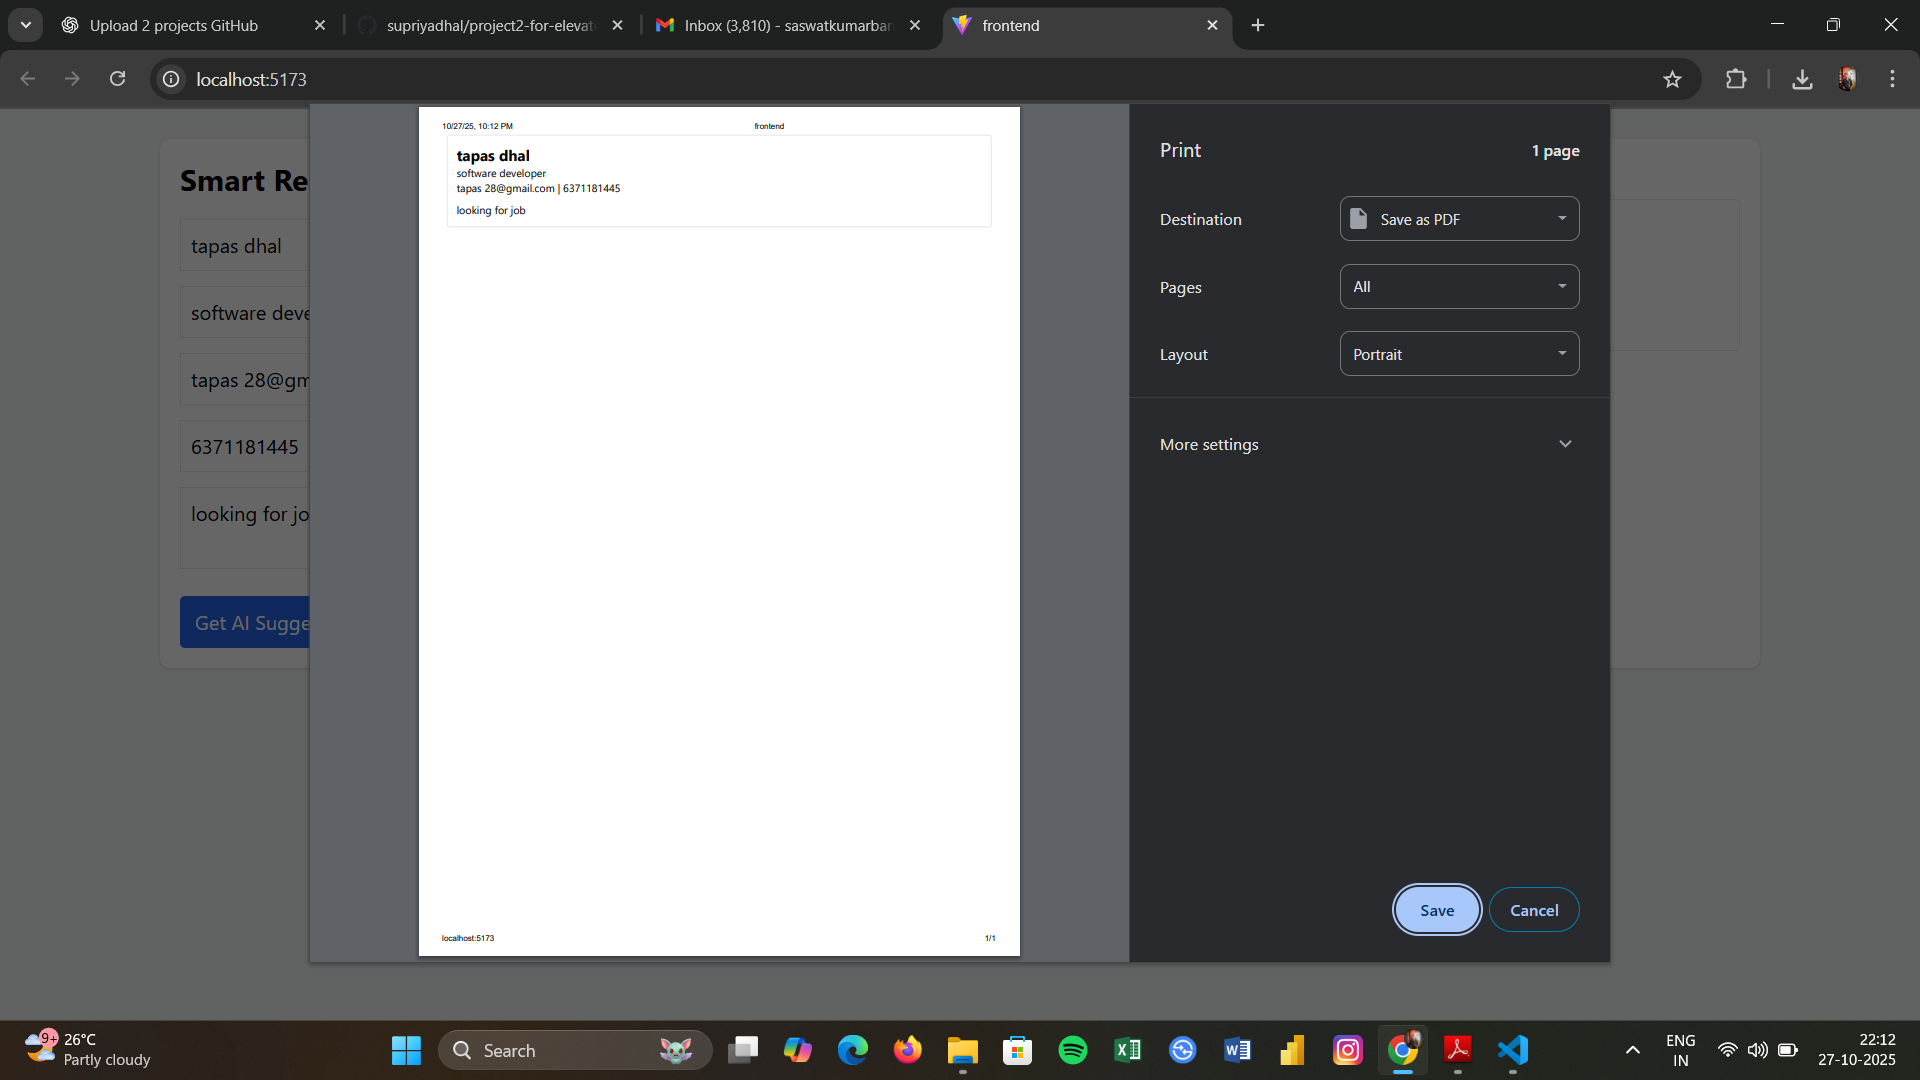 Upload 2 projects GitHub
supriyadhal/project2-for-elevat
Inbox (3,810) - saswatkumarbar
frontend
localhost:5173
Smart Re
tapas dhal
software deve
tapas 28@gm
6371181445
looking for jo
Get AI Sugge
10/27/25, 10:12 PM
frontend
tapas dhal
software developer
tapas 28@gmail.com | 6371181445
looking for job
localhost:5173
1/1
Print
1 page
Destination
Save as PDF
Pages
All
Layout
Portrait
More settings
Save
Cancel
9+
26°C
Partly cloudy
Search
ENG
IN
22:12
27-10-2025